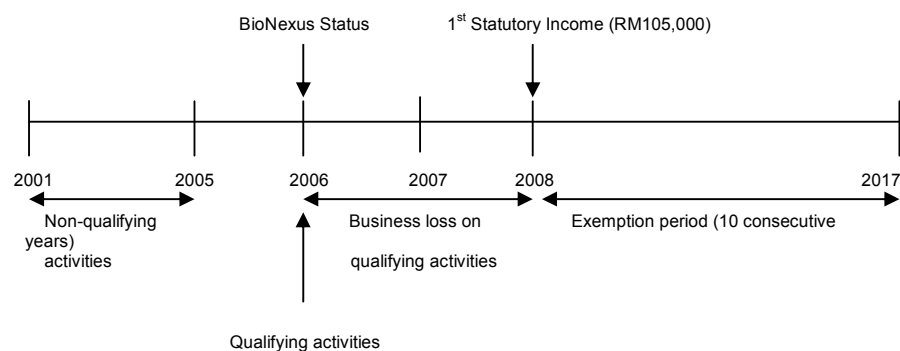 BioNexus Status 1st Statutory Income (RM105,000)
2001 2005 2006 2007 2008 2017
Non-qualifying Business loss on Exemption period (10 consecutive
years)
activities qualifying activities
Qualifying activities